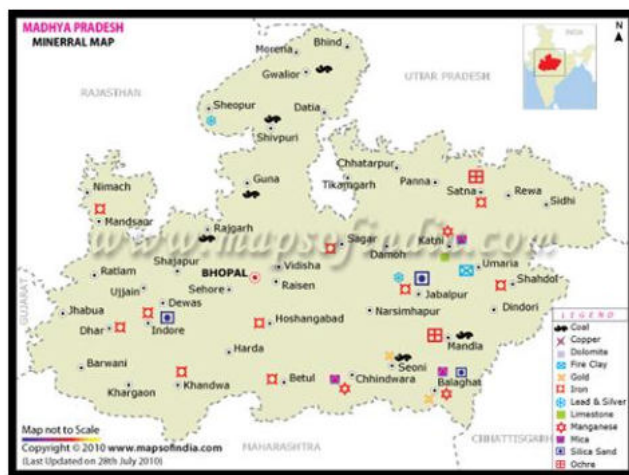 MADHYA PRADESH
MINERRAL MAP
INDIA
N
RAJASTHAN
UTTAR PRADESH
GUJARAT
MAHARASHTRA
CHHATTISGARH
Bhind
Morena
Gwalior
Sheopur
Datia
Shivpuri
Chhatarpur
Guna
Tikamgarh
Panna
Satna
Rewa
Sidhi
Nimach
Mandsaur
Rajgarh
Sagar
Katni
Damoh
www.mapsofindia.com
Ratlam
Shajapur
BHOPAL
Vidisha
Umaria
Shahdol
Ujjain
Sehore
Raisen
Jabalpur
Dewas
Jhabua
Narsimhapur
Dindori
Dhar
Indore
Hoshangabad
Mandla
Harda
Seoni
Barwani
Khargaon
Khandwa
Betul
Chhindwara
Balaghat
LEGEND
Coal
Copper
Dolomite
Fire Clay
Gold
Iron
Lead & Silver
Limestone
Manganese
Mica
Silica Sand
Ochre
Map not to Scale
Copyright © 2010 www.mapsofindia.com
(Last Updated on 28th July 2010)